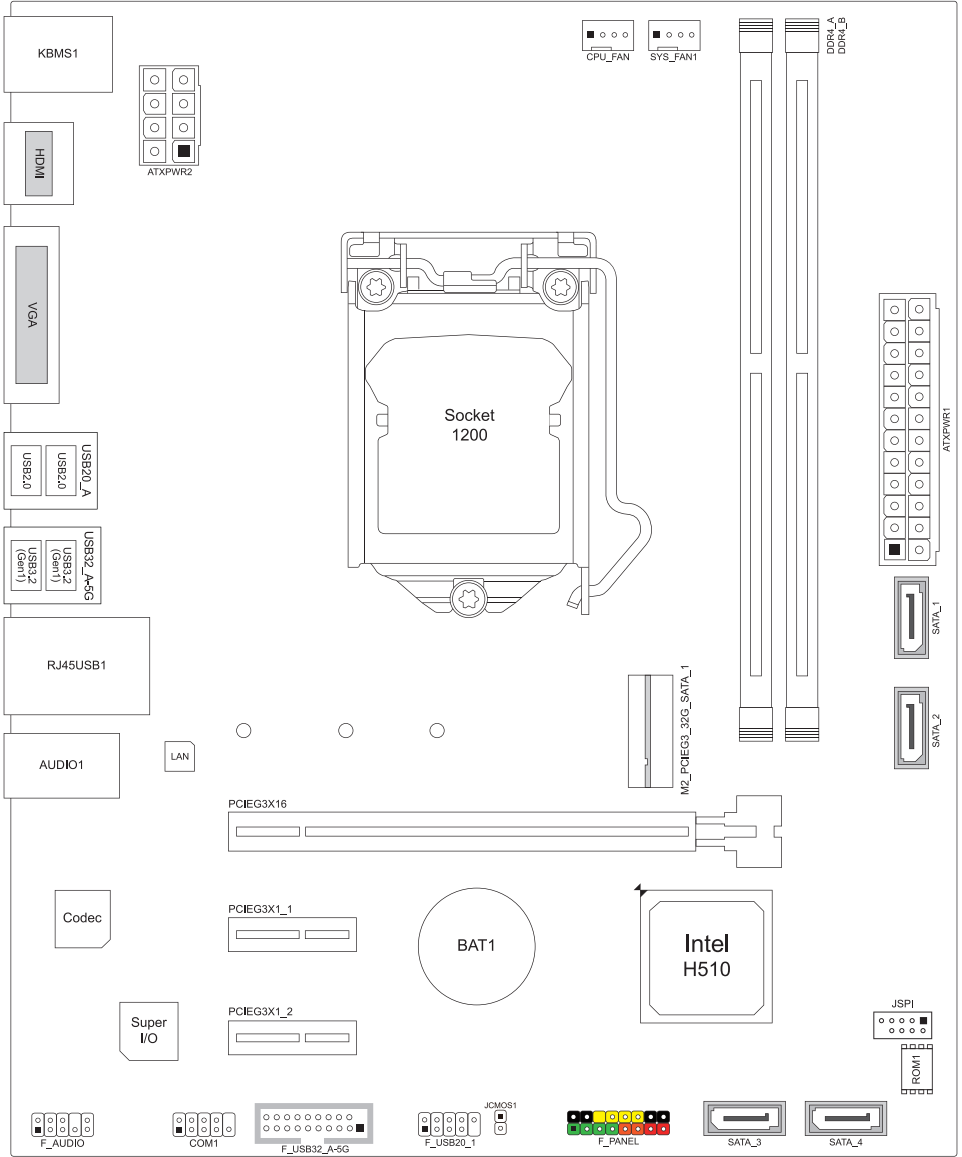 KBMS1
CPU_FAN
SYS_FAN1
DDR4_A
DDR4_B
ATXPWR2
HDMI
VGA
Socket
1200
ATXPWR1
USB20_A
USB2.0
USB2.0
USB32_A-5G
USB3.2
(Gen1)
USB3.2
(Gen1)
SATA_1
RJ45USB1
M2_PCIEG3_32G_SATA_1
SATA_2
AUDIO1
LAN
PCIEG3X16
Codec
PCIEG3X1_1
BAT1
Intel
H510
JSPI
Super
I/O
PCIEG3X1_2
ROM1
F_AUDIO
COM1
F_USB32_A-5G
F_USB20_1
JCMOS1
F_PANEL
SATA_3
SATA_4